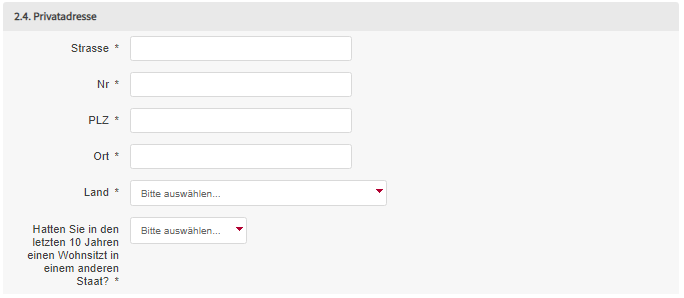 2.4. Privatadresse
Strasse *
Nr *
PLZ *
Ort *
Land * Bitte auswählen...
Hatten Sie in den Bitte auswählen...
letzten 10 Jahren
einen Wohnsitzt in
einem anderen
Staat? *